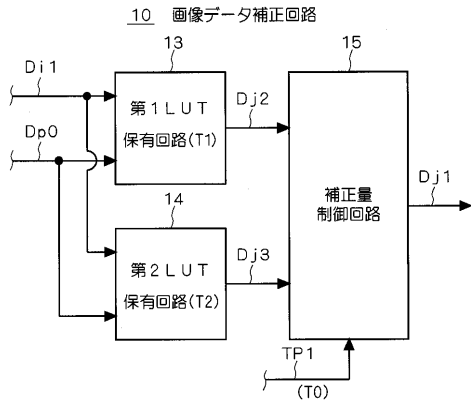 10 画像データ補正回路
13
15
Di1
第1LUT
保有回路(T1)
Dj2
Dp0
補正量
制御回路
Dj1
14
第2LUT
保有回路(T2)
Dj3
TP1
(T0)